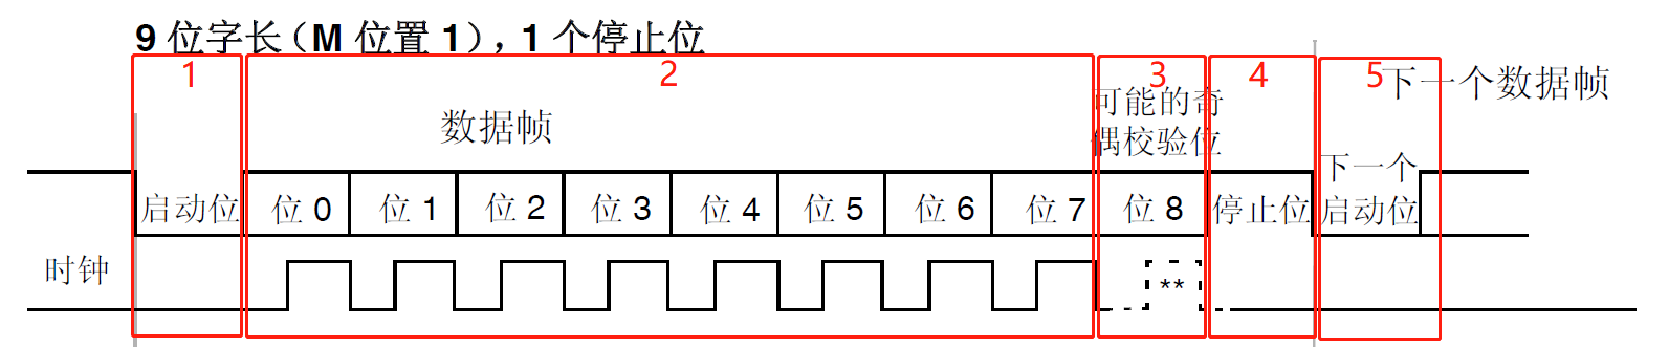 9 位字长（M 位置 1），1 个停止位
1
2
3
4
5
下一个数据帧
数据帧
可能的奇
偶校验位
下一个
启动位
启动位
位 0
位 1
位 2
位 3
位 4
位 5
位 6
位 7
位 8
停止位
时钟
**